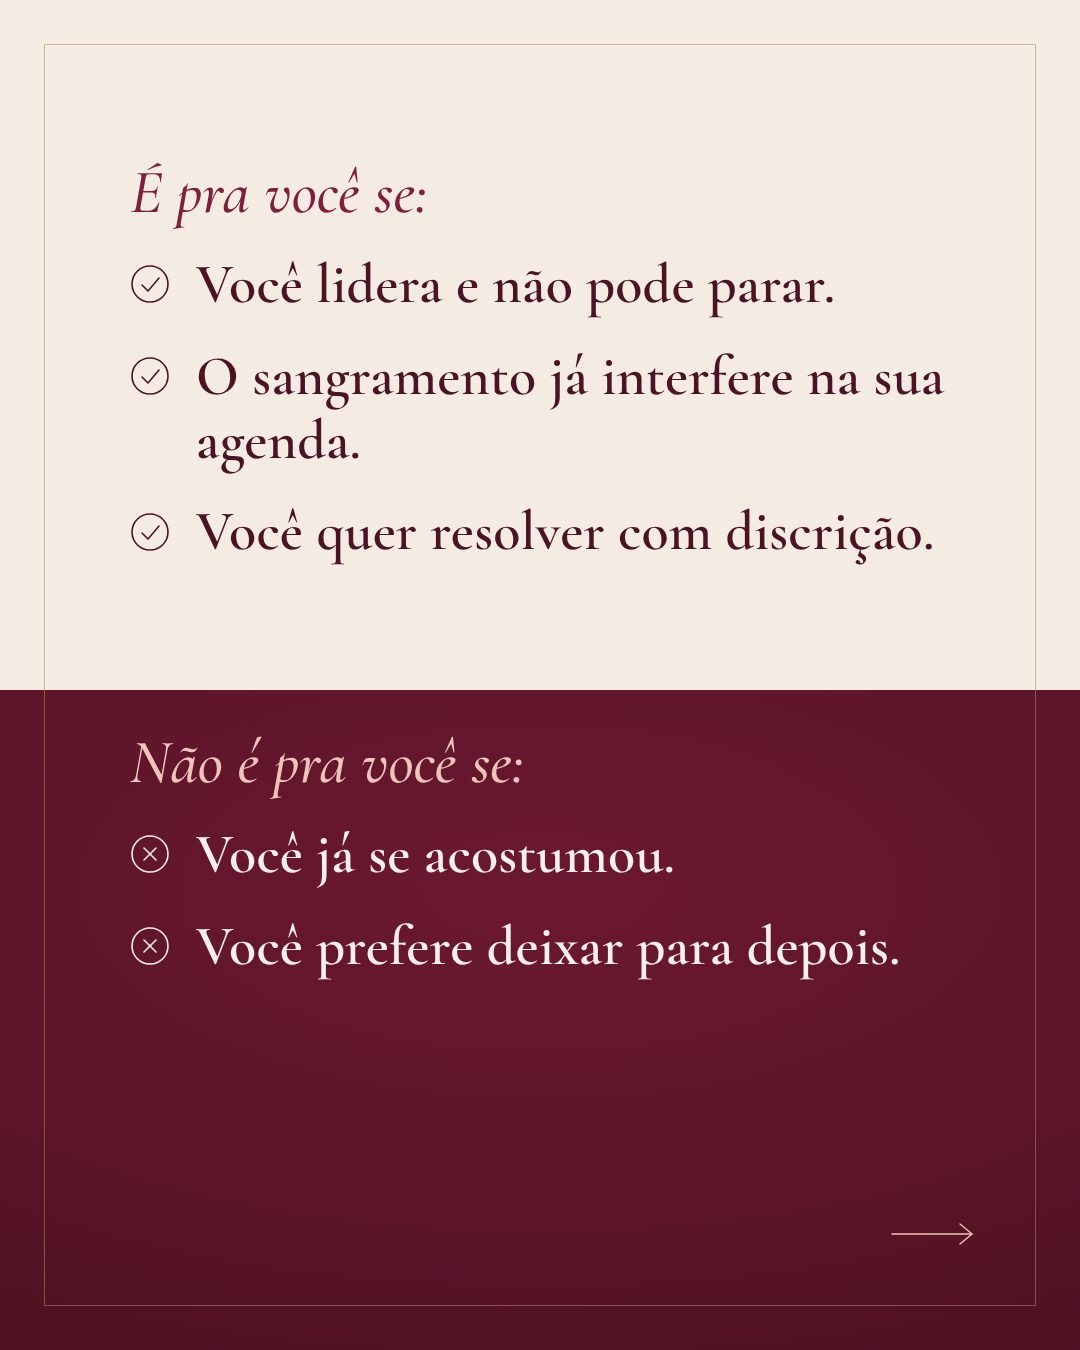 É pra você se:
Você lidera e não pode parar.
O sangramento já interfere na sua
agenda.
Você quer resolver com discrição.
Não é pra você se:
Você já se acostumou.
Você prefere deixar para depois.